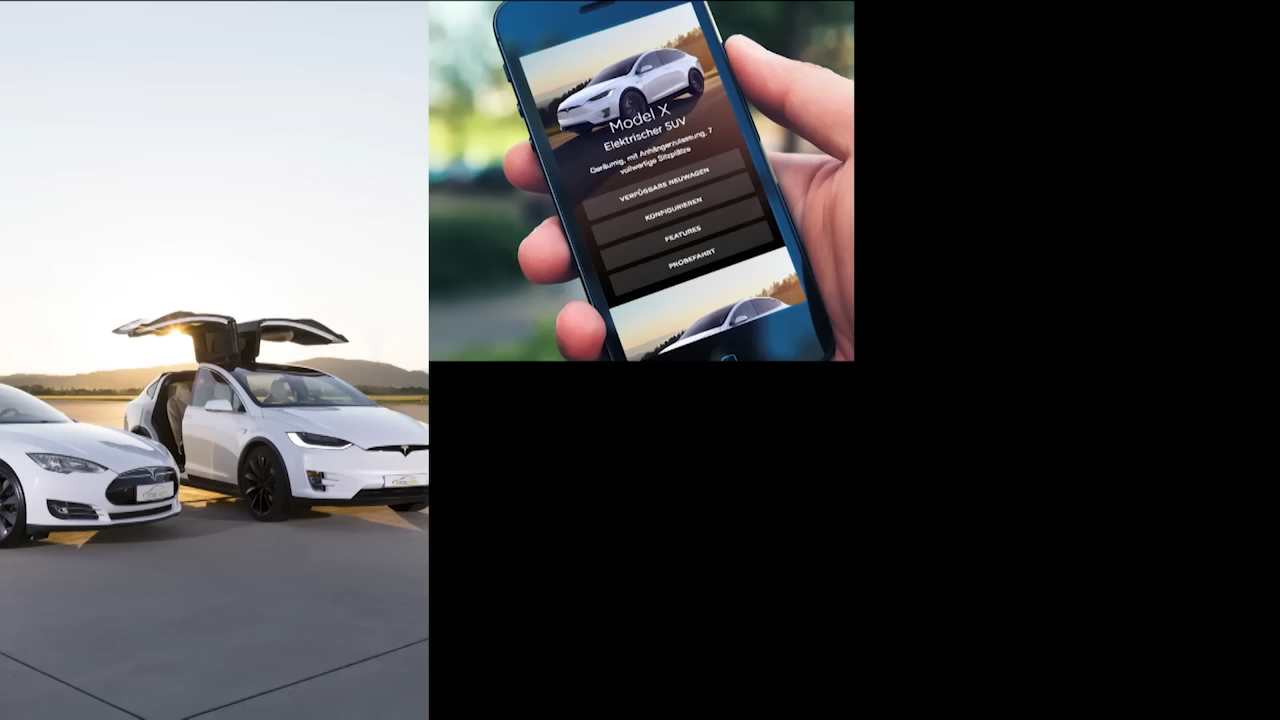 Model X
Elektrischer SUV
Geräumig, mit Anhängerzulassung, 7
vollwertige Sitzplätze
VERFÜGBARE NEUWAGEN
KONFIGURIEREN
FEATURES
PROBEFAHRT